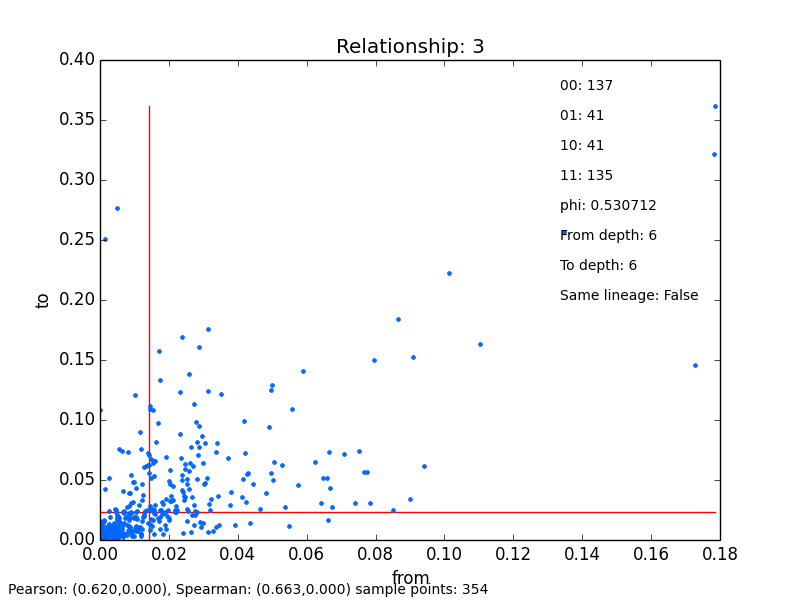 Relationship: 3
0.40
0.35
0.30
0.25
0.20
0.15
0.10
0.05
0.00
to
00: 137
01: 41
10: 41
11: 135
phi: 0.530712
From depth: 6
To depth: 6
Same lineage: False
0.00 0.02 0.04 0.06 0.08 0.10 0.12 0.14 0.16 0.18
from
Pearson: (0.620,0.000), Spearman: (0.663,0.000) sample points: 354